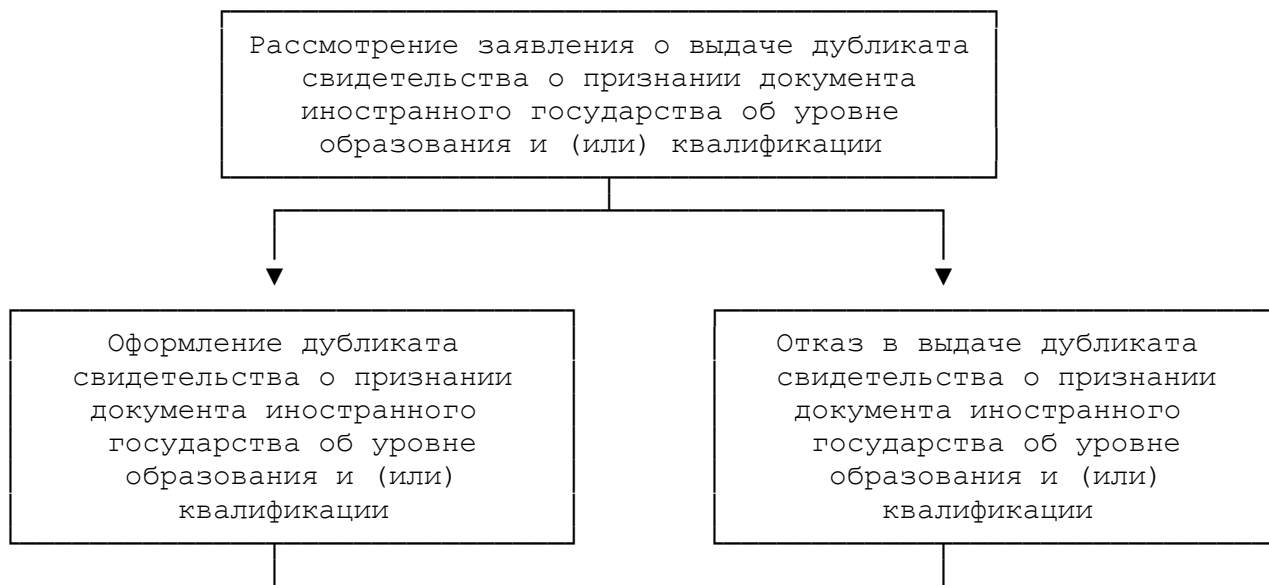 Рассмотрение заявления о выдаче дубликата
свидетельства о признании документа
иностранного государства об уровне
образования и (или) квалификации
Оформление дубликата
свидетельства о признании
документа иностранного
государства об уровне
образования и (или)
квалификации
Отказ в выдаче дубликата
свидетельства о признании
документа иностранного
государства об уровне
образования и (или)
квалификации